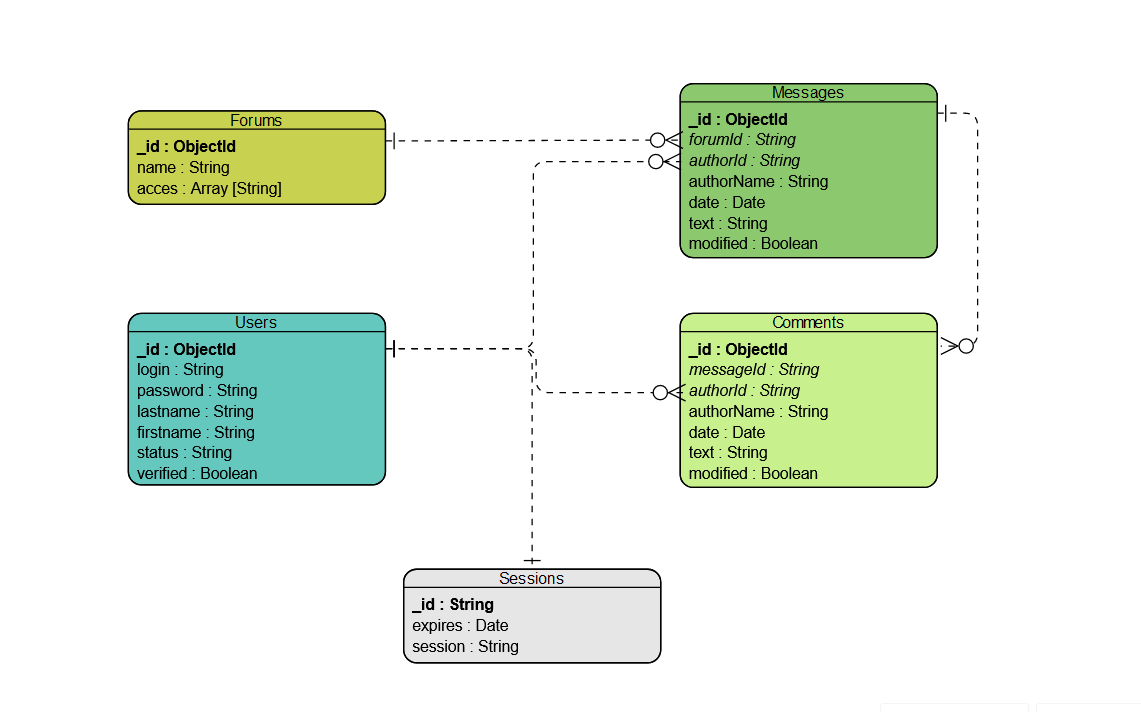 Forums
_id : ObjectId
name : String
acces : Array [String]
Messages
_id : ObjectId
forumId : String
authorId : String
authorName : String
date : Date
text : String
modified : Boolean
Users
_id : ObjectId
login : String
password : String
lastname : String
firstname : String
status : String
verified : Boolean
Comments
_id : ObjectId
messageId : String
authorId : String
authorName : String
date : Date
text : String
modified : Boolean
Sessions
_id : String
expires : Date
session : String